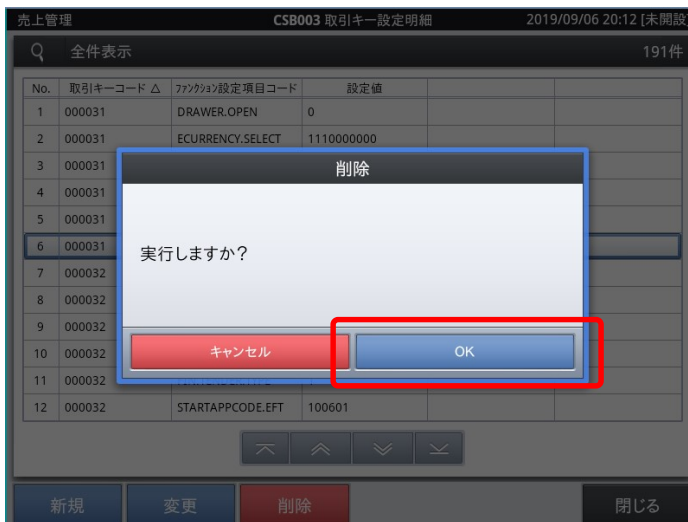 売上管理 CSB003 取引キー設定明細 2019/09/06 20:12 [未開設]
全件表示 191件
No. 取引キーコード △ ﾌｧﾝｸｼｮﾝ設定項目コード 設定値
1 000031 DRAWER.OPEN 0
2 000031 ECURRENCY.SELECT 1110000000
3 000031
4 000031
5 000031
6 000031
7 000032
8 000032
9 000032
10 000032
11 000032
12 000032 STARTAPPCODE.EFT 100601
削除
実行しますか？
キャンセル OK
新規 変更 削除 閉じる